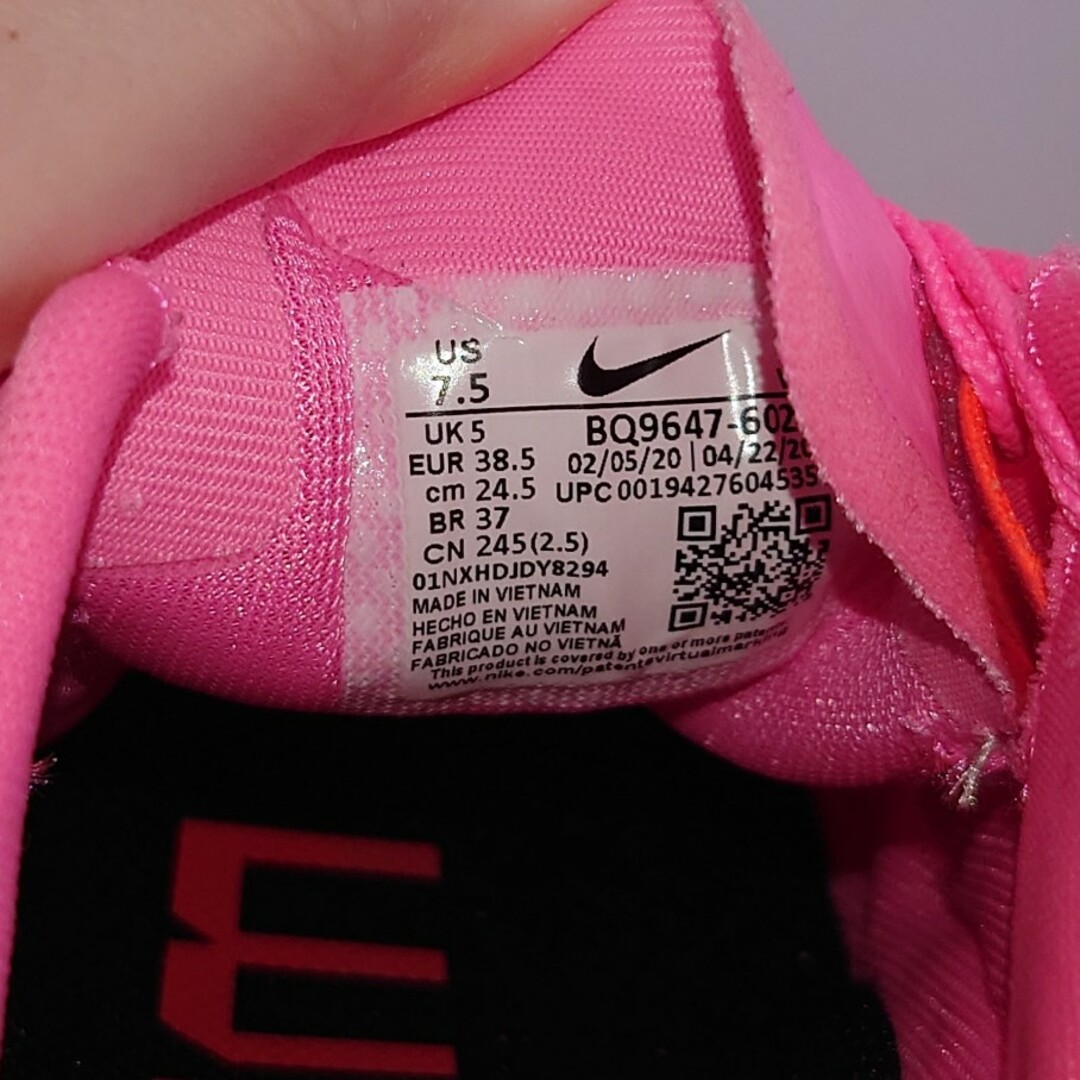 US
7.5
UK 5
BQ9647-602
EUR 38.5
02/05/20 | 04/22/20
cm 24.5
UPC 0019427604535
BR 37
CN 245(2.5)
01NXHDJDY8294
MADE IN VIETNAM
HECHO EN VIETNAM
FABRIQUE AU VIETNAM
FABRICADO NO VIETNÃ
This product is covered by one or more patents.
www.nike.com/patentsvirtualmarking
E